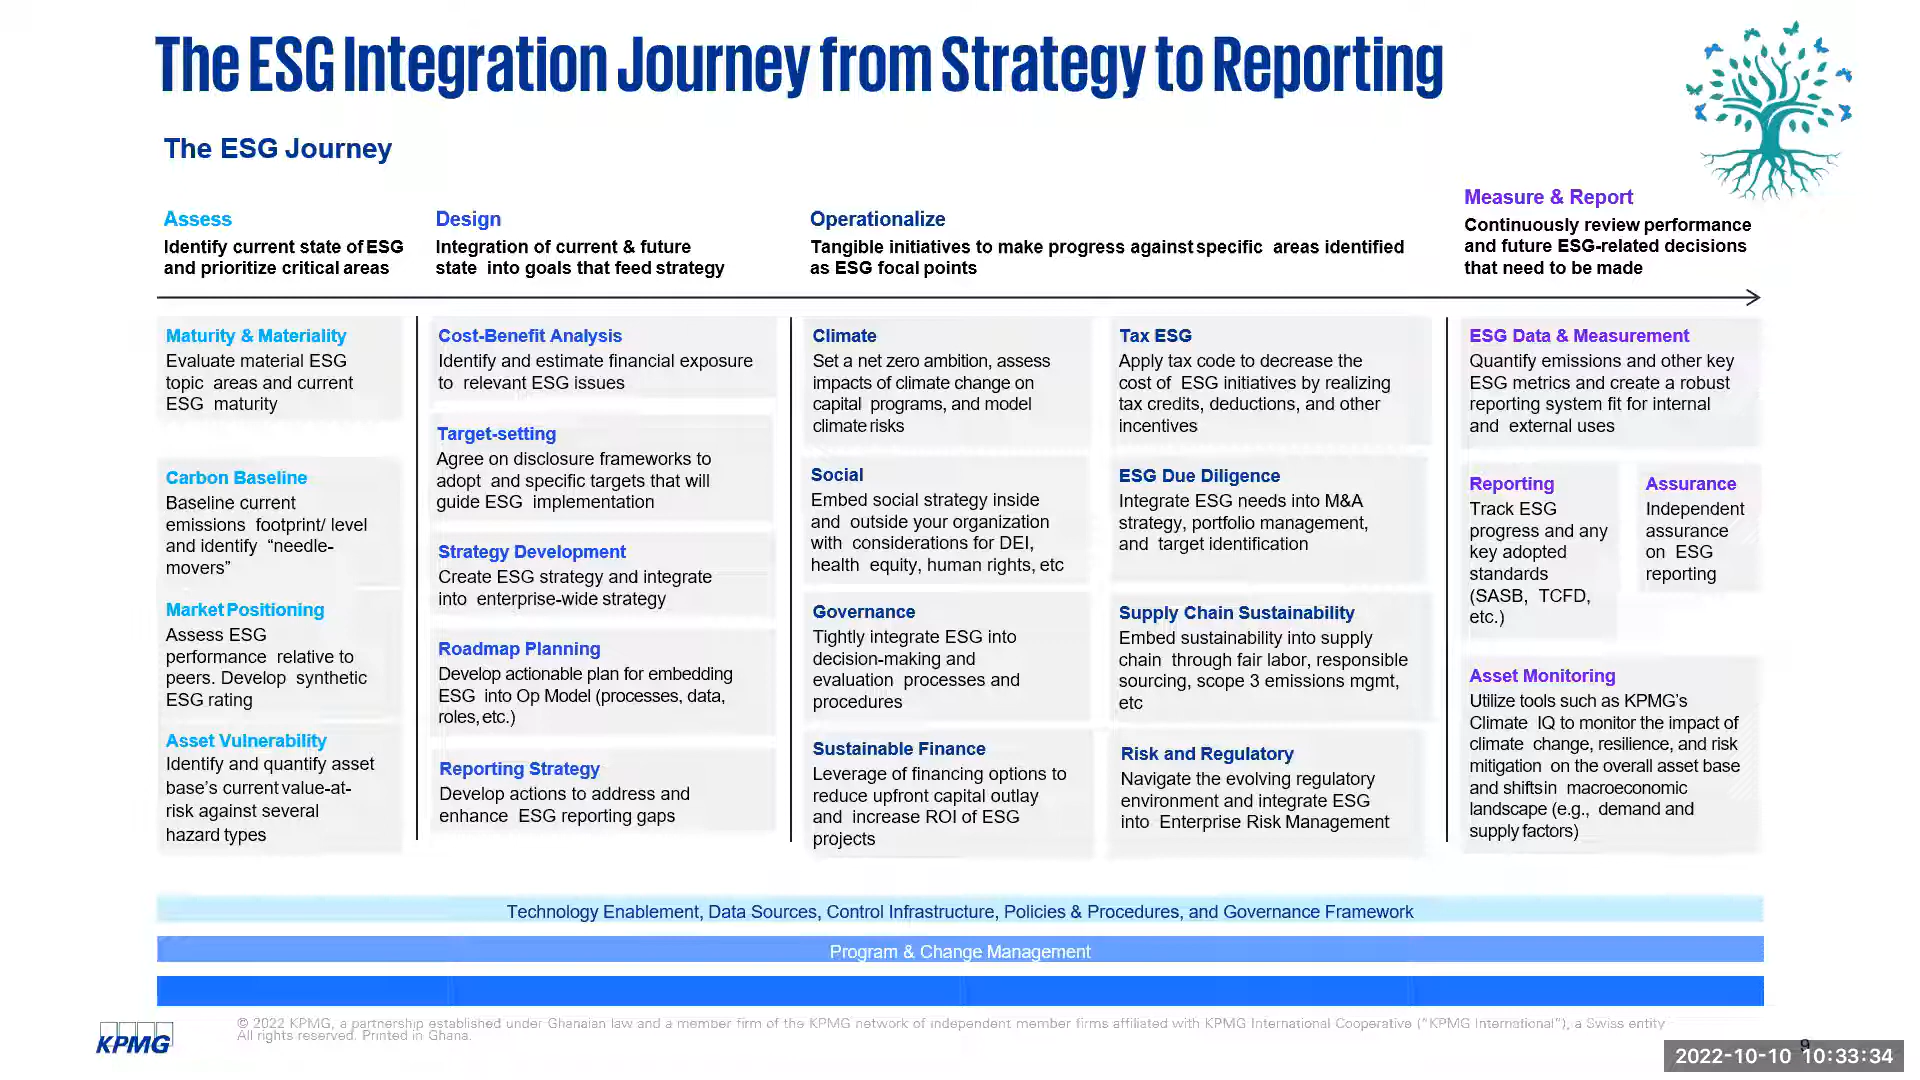 The ESG Integration Journey from Strategy to Reporting
The ESG Journey
Assess
Identify current state of ESG
and prioritize critical areas
Design
Integration of current & future
state into goals that feed strategy
Operationalize
Tangible initiatives to make progress against specific areas identified
as ESG focal points
Measure & Report
Continuously review performance
and future ESG-related decisions
that need to be made
Maturity & Materiality
Evaluate material ESG
topic areas and current
ESG maturity
Carbon Baseline
Baseline current
emissions footprint/ level
and identify “needle-
movers”
Market Positioning
Assess ESG
performance relative to
peers. Develop synthetic
ESG rating
Asset Vulnerability
Identify and quantify asset
base’s current value-at-
risk against several
hazard types
Cost-Benefit Analysis
Identify and estimate financial exposure
to relevant ESG issues
Target-setting
Agree on disclosure frameworks to
adopt and specific targets that will
guide ESG implementation
Strategy Development
Create ESG strategy and integrate
into enterprise-wide strategy
Roadmap Planning
Develop actionable plan for embedding
ESG into Op Model (processes, data,
roles, etc.)
Reporting Strategy
Develop actions to address and
enhance ESG reporting gaps
Climate
Set a net zero ambition, assess
impacts of climate change on
capital programs, and model
climate risks
Social
Embed social strategy inside
and outside your organization
with considerations for DEI,
health equity, human rights, etc
Governance
Tightly integrate ESG into
decision-making and
evaluation processes and
procedures
Sustainable Finance
Leverage of financing options to
reduce upfront capital outlay
and increase ROI of ESG
projects
Tax ESG
Apply tax code to decrease the
cost of ESG initiatives by realizing
tax credits, deductions, and other
incentives
ESG Due Diligence
Integrate ESG needs into M&A
strategy, portfolio management,
and target identification
Supply Chain Sustainability
Embed sustainability into supply
chain through fair labor, responsible
sourcing, scope 3 emissions mgmt,
etc
Risk and Regulatory
Navigate the evolving regulatory
environment and integrate ESG
into Enterprise Risk Management
ESG Data & Measurement
Quantify emissions and other key
ESG metrics and create a robust
reporting system fit for internal
and external uses
Reporting
Track ESG
progress and any
key adopted
standards
(SASB, TCFD,
etc.)
Assurance
Independent
assurance
on ESG
reporting
Asset Monitoring
Utilize tools such as KPMG’s
Climate IQ to monitor the impact of
climate change, resilience, and risk
mitigation on the overall asset base
and shifts in macroeconomic
landscape (e.g., demand and
supply factors)
Technology Enablement, Data Sources, Control Infrastructure, Policies & Procedures, and Governance Framework
Program & Change Management
KPMG
© 2022 KPMG, a partnership established under Ghanaian law and a member firm of the KPMG network of independent member firms affiliated with KPMG International Cooperative (“KPMG International”), a Swiss entity
All rights reserved. Printed in Ghana.
9
2022-10-10 10:33:34